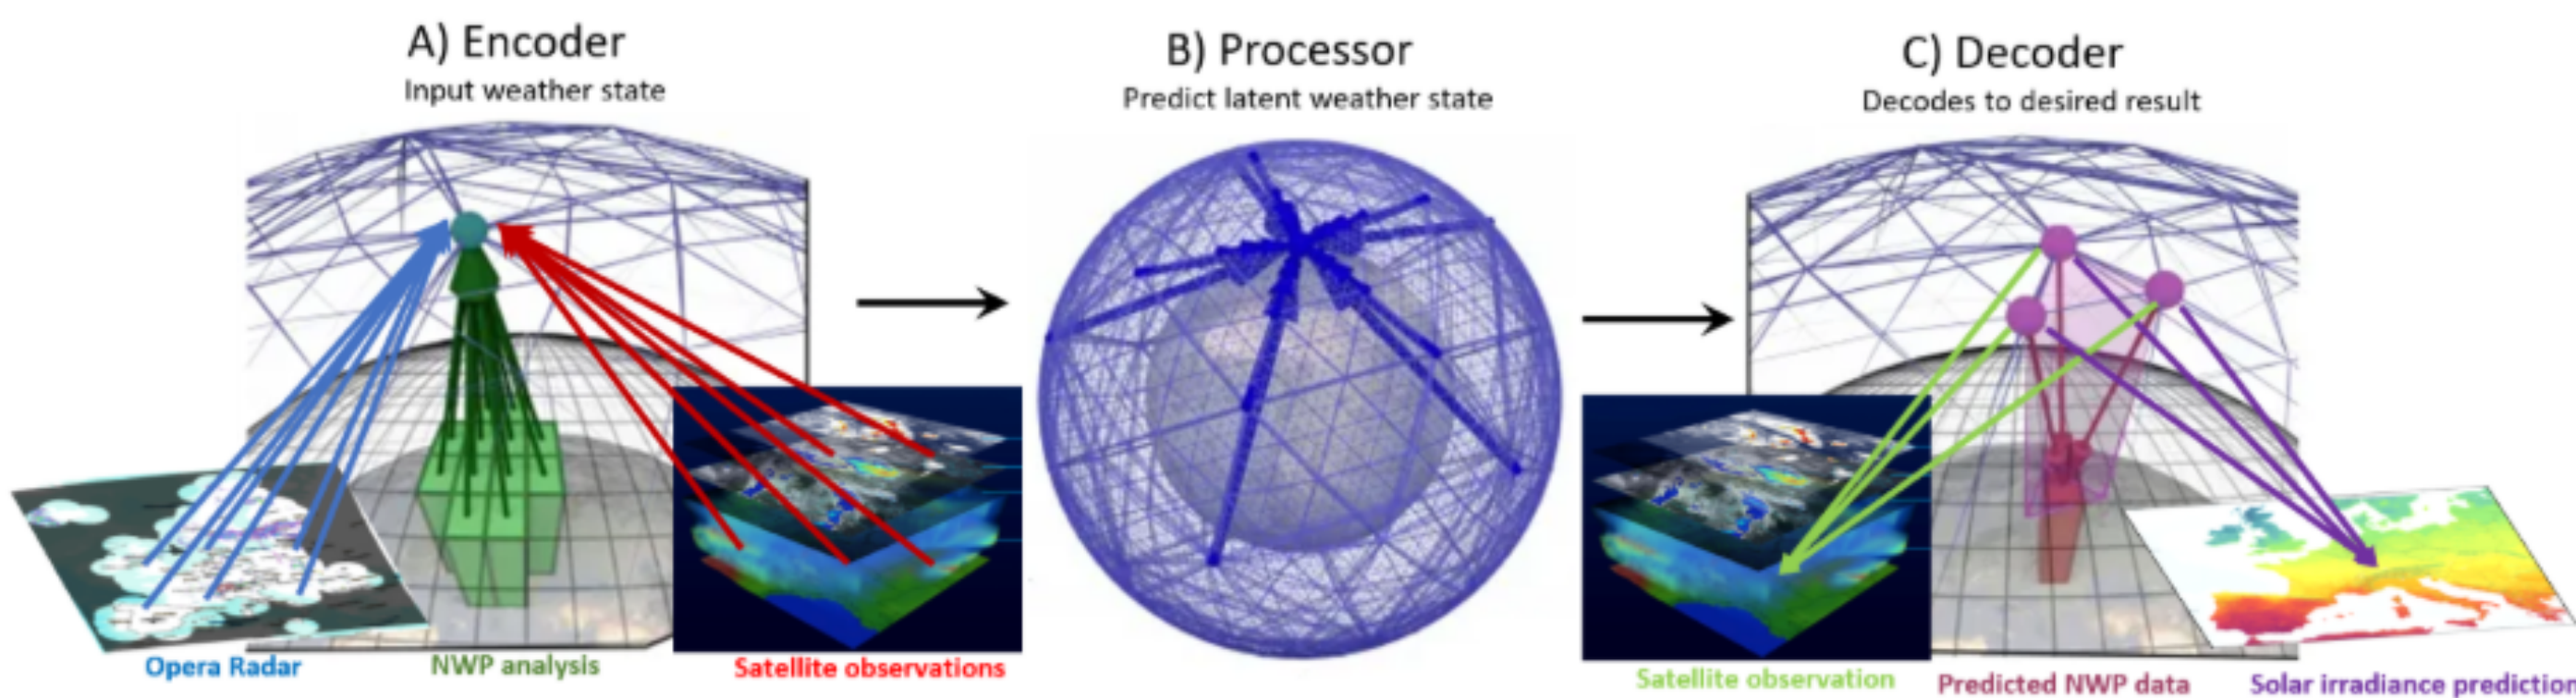 A) Encoder
Input weather state
B) Processor
Predict latent weather state
C) Decoder
Decodes to desired result
Opera Radar
NWP analysis
Satellite observations
Satellite observation
Predicted NWP data
Solar irradiance prediction